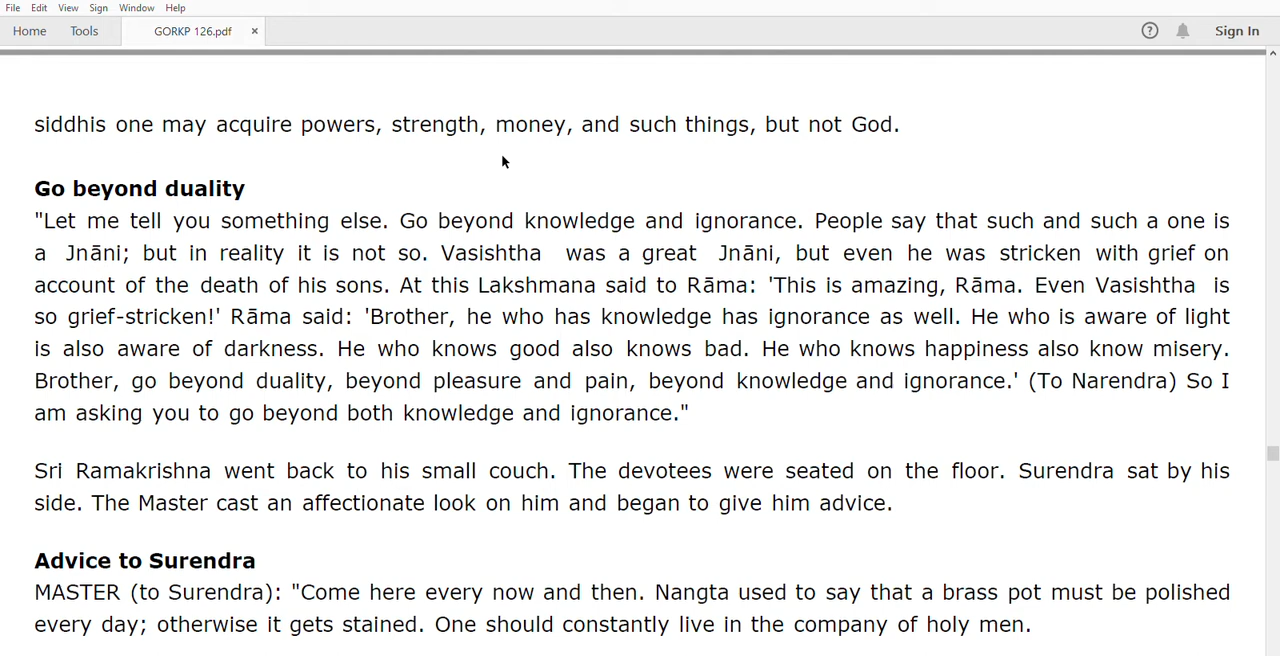 File Edit View Sign Window Help
Home Tools GORKP 126.pdf × ? Sign In
siddhis one may acquire powers, strength, money, and such things, but not God.
Go beyond duality
"Let me tell you something else. Go beyond knowledge and ignorance. People say that such and such a one is
a Jnāni; but in reality it is not so. Vasishtha was a great Jnāni, but even he was stricken with grief on
account of the death of his sons. At this Lakshmana said to Rāma: 'This is amazing, Rāma. Even Vasishtha is
so grief-stricken!' Rāma said: 'Brother, he who has knowledge has ignorance as well. He who is aware of light
is also aware of darkness. He who knows good also knows bad. He who knows happiness also know misery.
Brother, go beyond duality, beyond pleasure and pain, beyond knowledge and ignorance.' (To Narendra) So I
am asking you to go beyond both knowledge and ignorance."
Sri Ramakrishna went back to his small couch. The devotees were seated on the floor. Surendra sat by his
side. The Master cast an affectionate look on him and began to give him advice.
Advice to Surendra
MASTER (to Surendra): "Come here every now and then. Nangta used to say that a brass pot must be polished
every day; otherwise it gets stained. One should constantly live in the company of holy men.